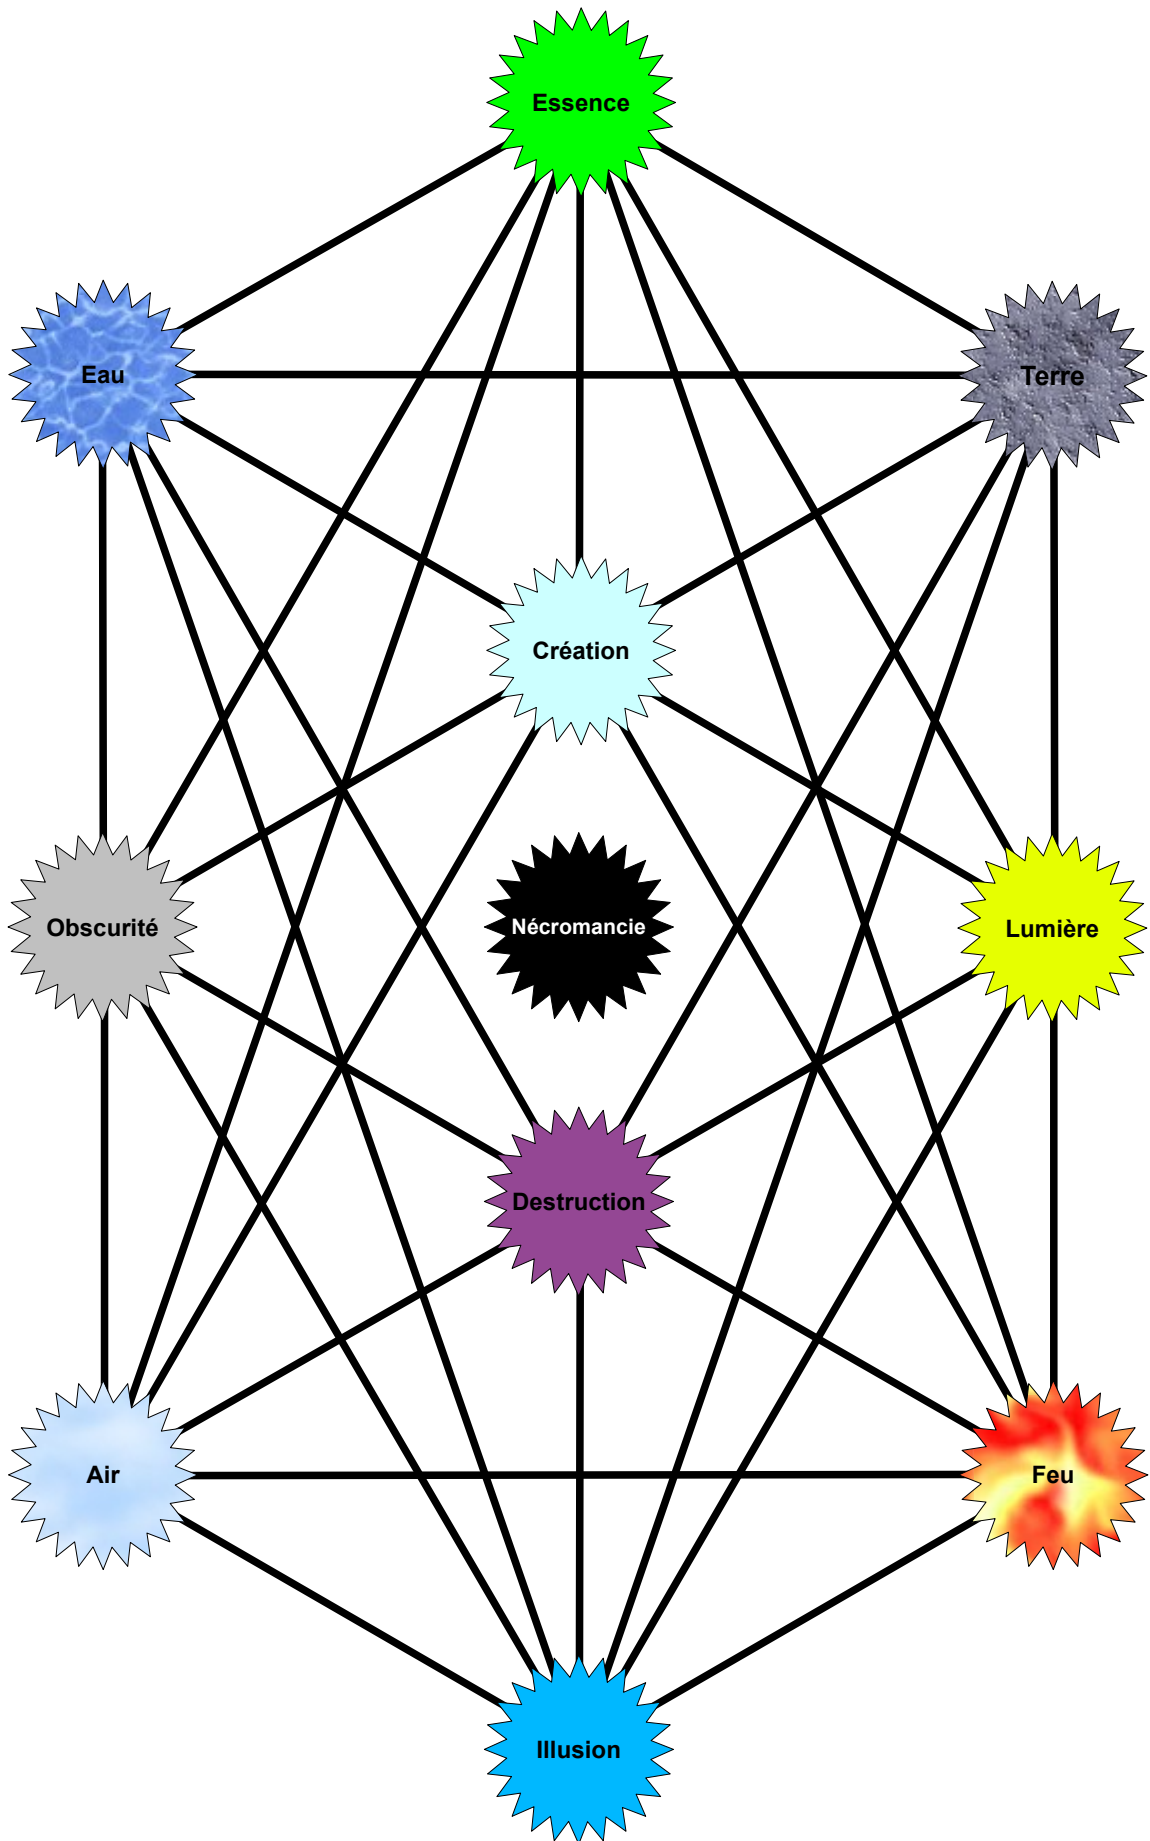 Essence
Eau
Terre
Création
Obscurité
Nécromancie
Lumière
Destruction
Air
Feu
Illusion